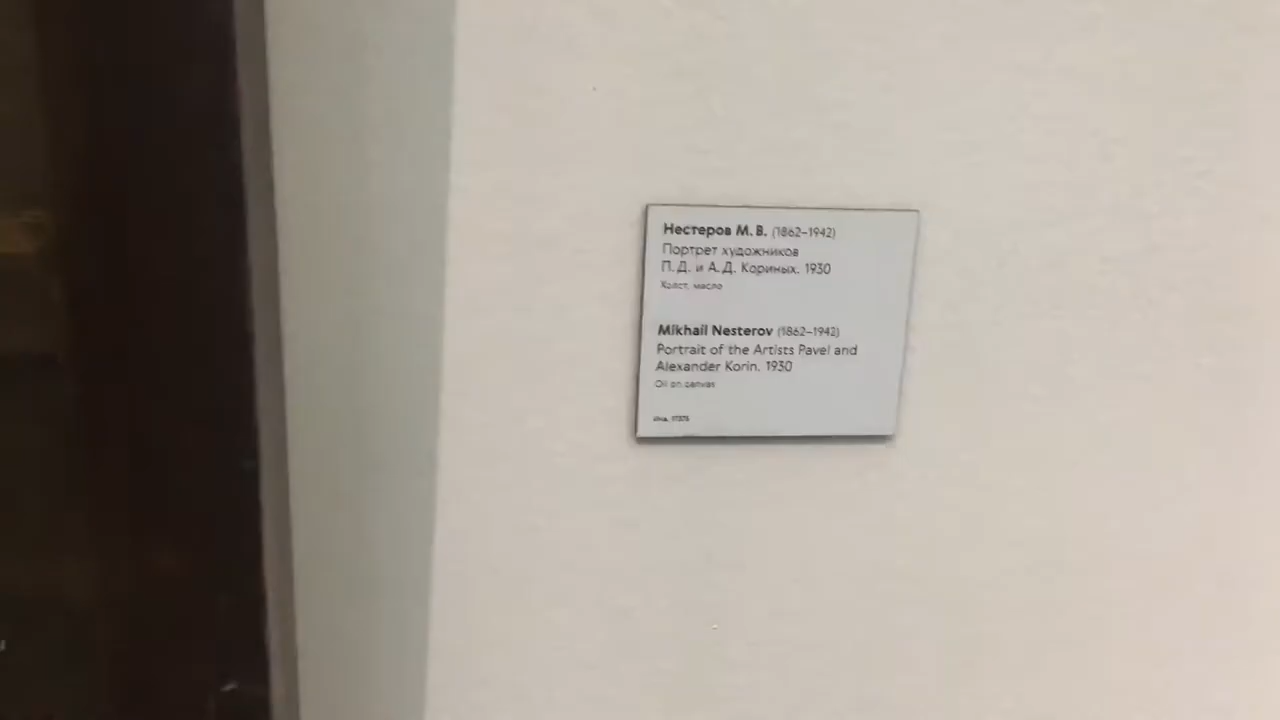 Нестеров М. В. (1862–1942)
Портрет художников
П. Д. и А. Д. Кориных. 1930
Холст, масло
Mikhail Nesterov (1862–1942)
Portrait of the Artists Pavel and
Alexander Korin. 1930
Oil on canvas
Инв.